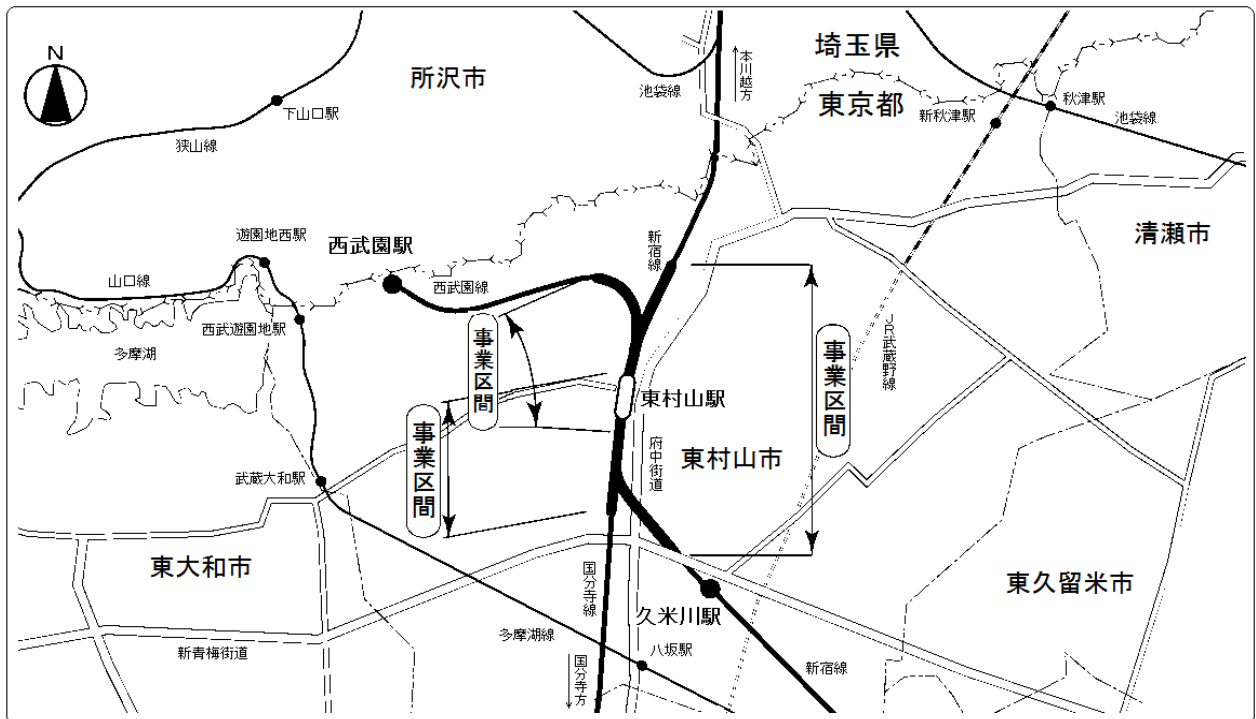 N
所沢市
埼玉県
東京都
池袋線
本川越方
下山口駅
狭山線
新秋津駅
秋津駅
池袋線
清瀬市
遊園地西駅
西武園駅
新宿線
山口線
西武園線
西武遊園地駅
多摩湖
事業区間
事業区間
事業区間
JR武蔵野線
東村山駅
府中街道
東村山市
武蔵大和駅
東大和市
東久留米市
国分寺線
久米川駅
多摩湖線
八坂駅
新宿線
新青梅街道
国分寺方